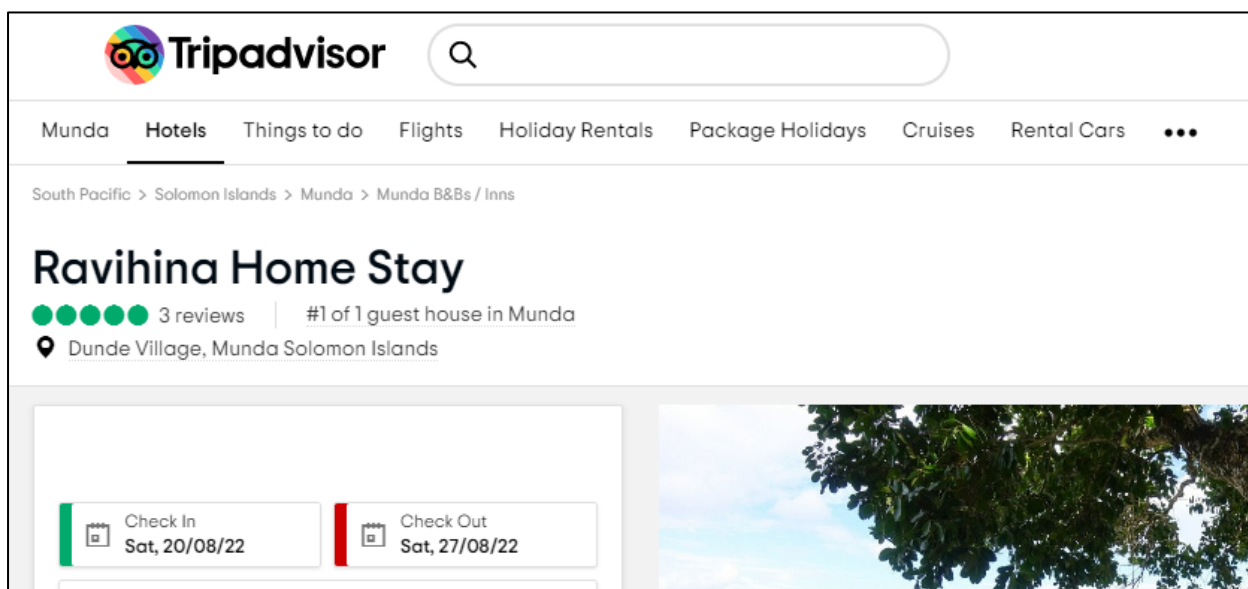 Tripadvisor
Munda Hotels Things to do Flights Holiday Rentals Package Holidays Cruises Rental Cars •••
South Pacific > Solomon Islands > Munda > Munda B&Bs / Inns
Ravihina Home Stay
3 reviews #1 of 1 guest house in Munda
Dunde Village, Munda Solomon Islands
Check In Check Out
Sat, 20/08/22 Sat, 27/08/22